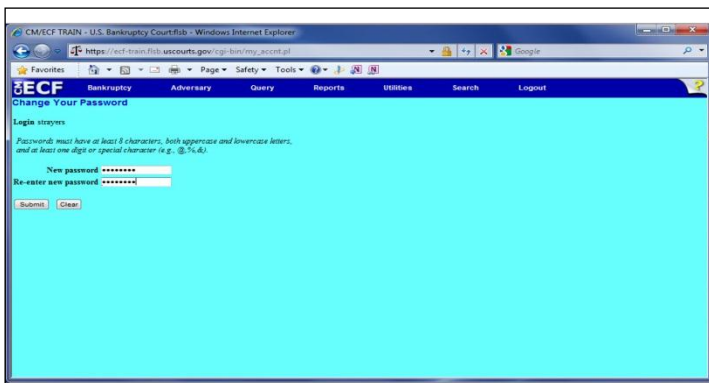 CM/ECF TRAIN - U.S. Bankruptcy Court:flsb - Windows Internet Explorer
https://ecf-train.flsb.uscourts.gov/cgi-bin/my_accnt.pl
Google
Favorites Page Safety Tools
ECF Bankruptcy Adversary Query Reports Utilities Search Logout
Change Your Password
Login strayers
Passwords must have at least 8 characters, both uppercase and lowercase letters,
and at least one digit or special character (e.g., @,%,&).
New password ••••••••
Re-enter new password ••••••••
Submit Clear